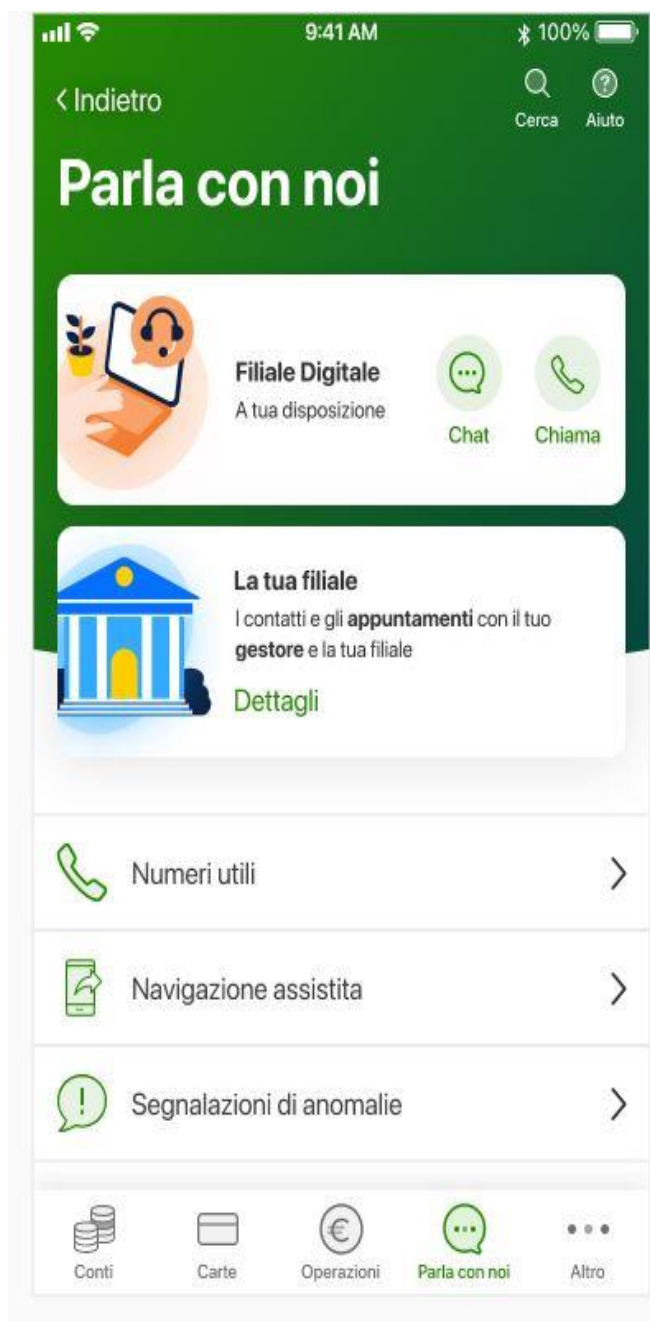 9:41 AM
100%
Indietro
Cerca
Aiuto
Parla con noi
Filiale Digitale
A tua disposizione
Chat
Chiama
La tua filiale
I contatti e gli appuntamenti con il tuo
gestore e la tua filiale
Dettagli
Numeri utili
Navigazione assistita
Segnalazioni di anomalie
Conti
Carte
Operazioni
Parla con noi
Altro